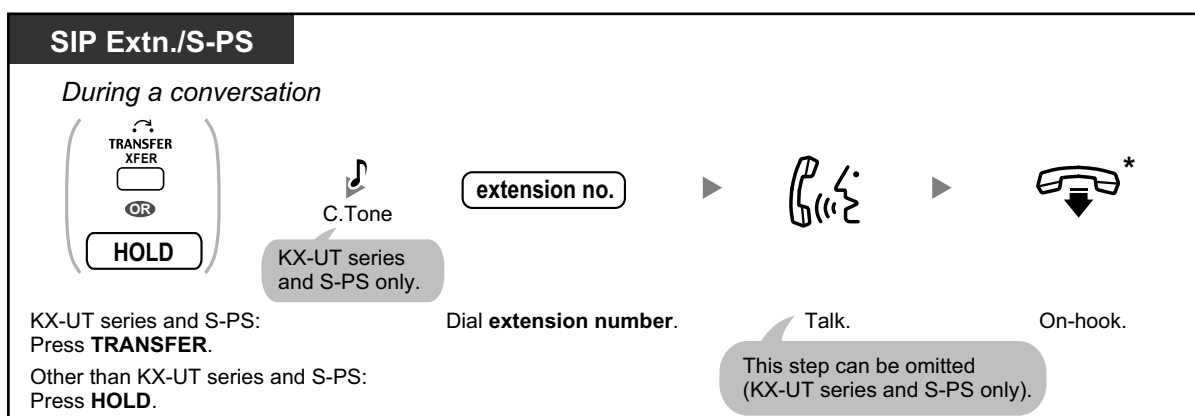 SIP Extn./S-PS
During a conversation
TRANSFER
XFER
OR
HOLD
C.Tone
KX-UT series
and S-PS only.
extension no.
*
KX-UT series and S-PS:
Press TRANSFER.
Other than KX-UT series and S-PS:
Press HOLD.
Dial extension number.
Talk.
This step can be omitted
(KX-UT series and S-PS only).
On-hook.